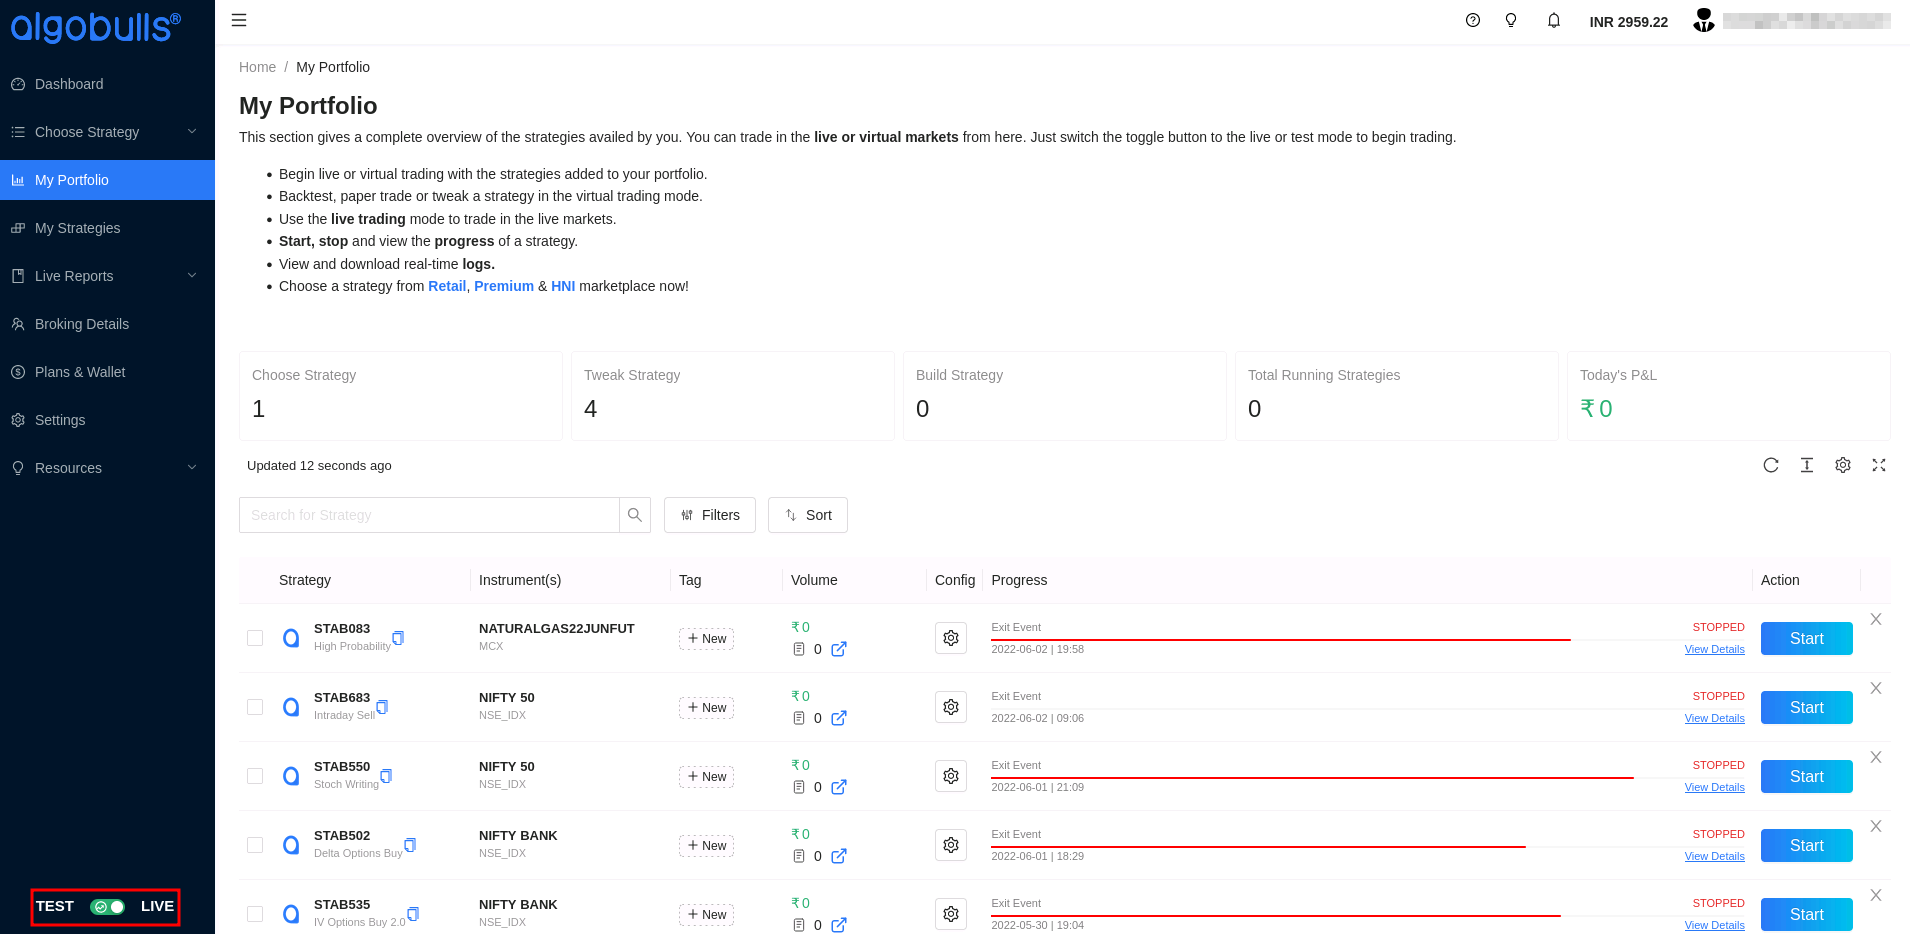 algobulls®
INR 2959.22
Dashboard
Choose Strategy
My Portfolio
My Strategies
Live Reports
Broking Details
Plans & Wallet
Settings
Resources
TEST LIVE
Home / My Portfolio
My Portfolio
This section gives a complete overview of the strategies availed by you. You can trade in the live or virtual markets from here. Just switch the toggle button to the live or test mode to begin trading.
• Begin live or virtual trading with the strategies added to your portfolio.
• Backtest, paper trade or tweak a strategy in the virtual trading mode.
• Use the live trading mode to trade in the live markets.
• Start, stop and view the progress of a strategy.
• View and download real-time logs.
• Choose a strategy from Retail, Premium & HNI marketplace now!
Choose Strategy Tweak Strategy Build Strategy Total Running Strategies Today's P&L
1 4 0 0 ₹ 0
Updated 12 seconds ago
Search for Strategy Filters Sort
Strategy Instrument(s) Tag Volume Config Progress Action
STAB083 NATURALGAS22JUNFUT + New ₹ 0 Exit Event STOPPED Start X
High Probability MCX 0 2022-06-02 | 19:58 View Details
STAB683 NIFTY 50 + New ₹ 0 Exit Event STOPPED Start X
Intraday Sell NSE_IDX 0 2022-06-02 | 09:06 View Details
STAB550 NIFTY 50 + New ₹ 0 Exit Event STOPPED Start X
Stoch Writing NSE_IDX 0 2022-06-01 | 21:09 View Details
STAB502 NIFTY BANK + New ₹ 0 Exit Event STOPPED Start X
Delta Options Buy NSE_IDX 0 2022-06-01 | 18:29 View Details
STAB535 NIFTY BANK + New ₹ 0 Exit Event STOPPED Start X
IV Options Buy 2.0 NSE_IDX 0 2022-05-30 | 19:04 View Details